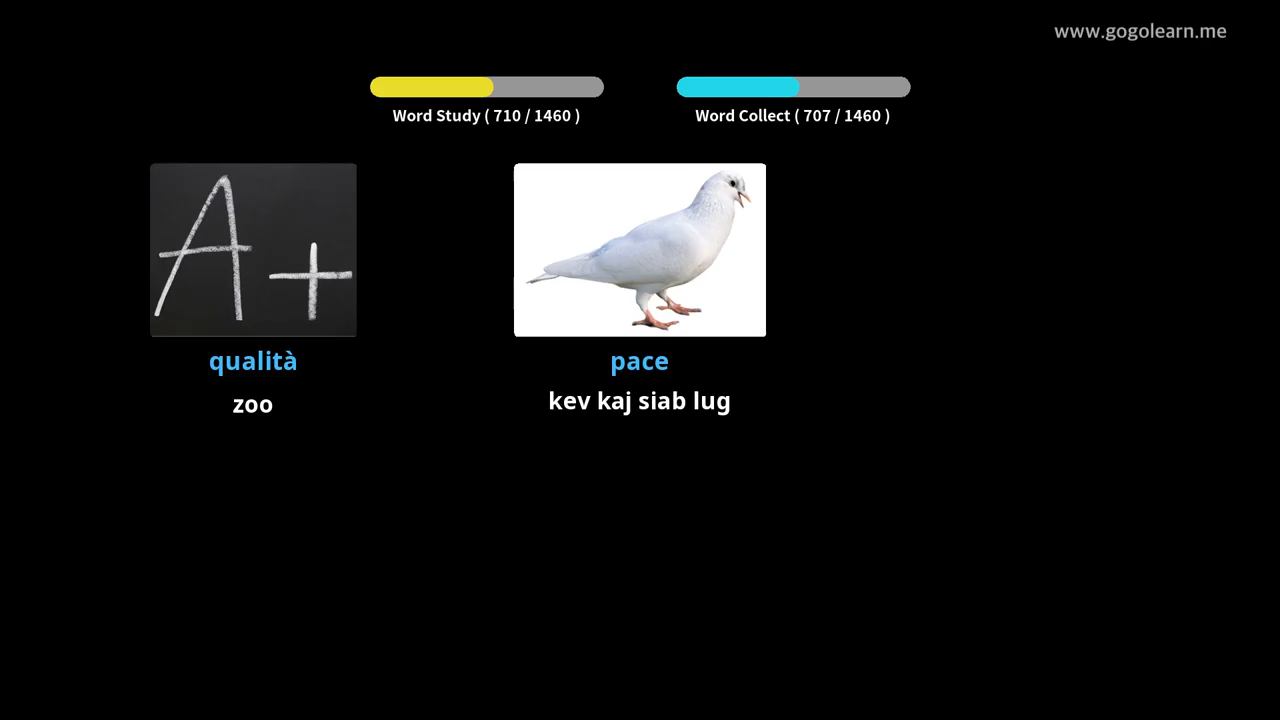 www.gogolearn.me
Word Study ( 710 / 1460 )
Word Collect ( 707 / 1460 )
A+
qualità
pace
zoo
kev kaj siab lug